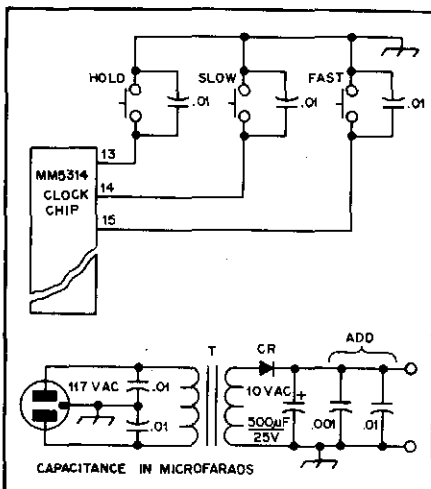 HOLD SLOW FAST
.01 .01 .01
13
MM5314
14
CLOCK
CHIP
15
T CR ADD
117 VAC .01 10 VAC
.01 500µF .001 .01
25V
CAPACITANCE IN MICROFARADS